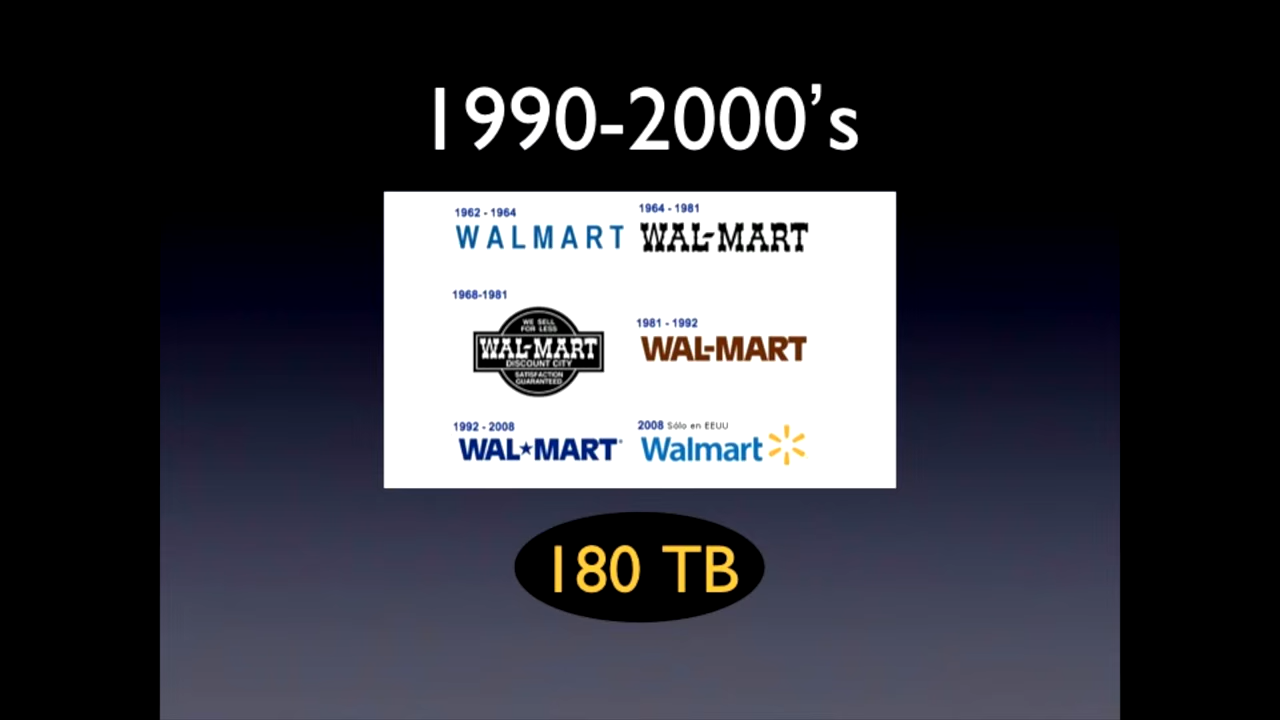 1990-2000's
1962 - 1964
WALMART
1964 - 1981
WAL-MART
1968-1981
WE SELL
FOR LESS
WAL-MART
DISCOUNT CITY
SATISFACTION
GUARANTEED
1981 - 1992
WAL-MART
1992 - 2008
WAL★MART
2008 Sólo en EEUU
Walmart
180 TB